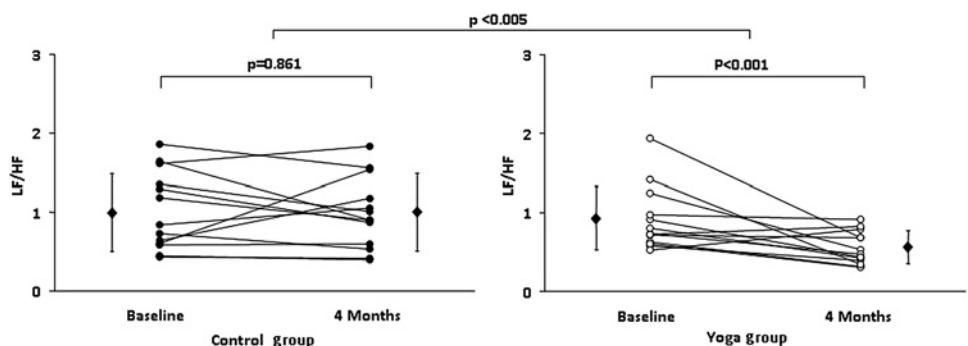 p <0.005
3
p=0.861
2
LF/HF
1
0
Baseline
4 Months
Control group
3
P<0.001
2
LF/HF
1
0
Baseline
4 Months
Yoga group